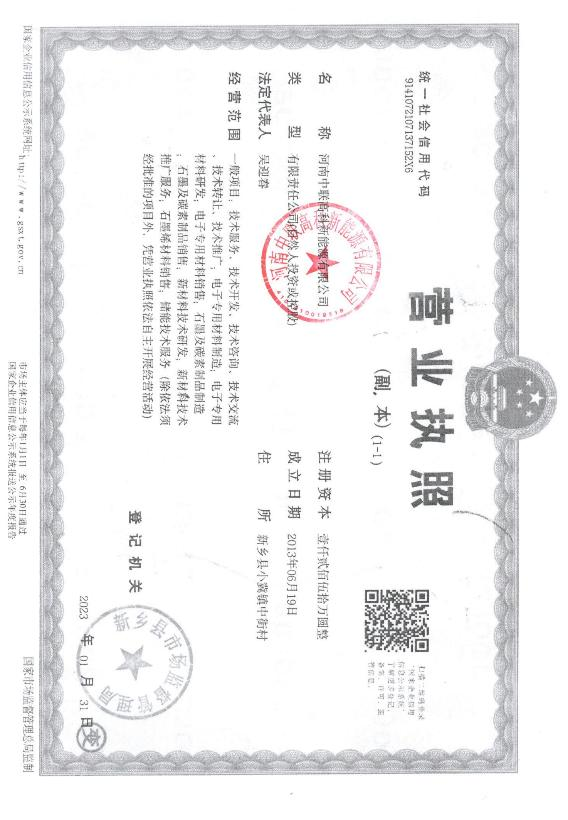 统一社会信用代码
91410721071371­52X6
营业执照
(副 本)(1-1)
扫描二维码登录
“国家企业信用
信息公示系统”
了解更多登记、
备案、许可、监
管信息。
名 称 河南中联高科新能源有限公司
类 型 有限责任公司(自然人投资或控股)
法定代表人 吴迎春
经营范围 一般项目：技术服务、技术开发、技术咨询、技术交流
、技术转让、技术推广；电子专用材料制造；电子专用
材料研发；电子专用材料销售；石墨及碳素制品制造
；石墨及碳素制品销售；新材料技术研发；新材料技术
推广服务；石墨烯材料销售；储能技术服务（除依法须
经批准的项目外，凭营业执照依法自主开展经营活动）
注册资本 壹仟贰佰伍拾万圆整
成立日期 2013年06月19日
住 所 新乡县小冀镇中街村
河南中联高科新能源有限公司
登记机关
新乡县市场监督管理局
2023 年 01 月 31 日
变
国家企业信用信息公示系统网址：http://www.gsxt.gov.cn
市场主体应当于每年1月1日 至 6月30日通过
国家企业信用信息公示系统报送公示年度报告
国家市场监督管理总局监制